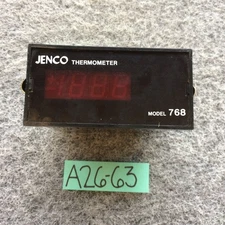 JENCO THERMOMETER
MODEL 768
A26-63